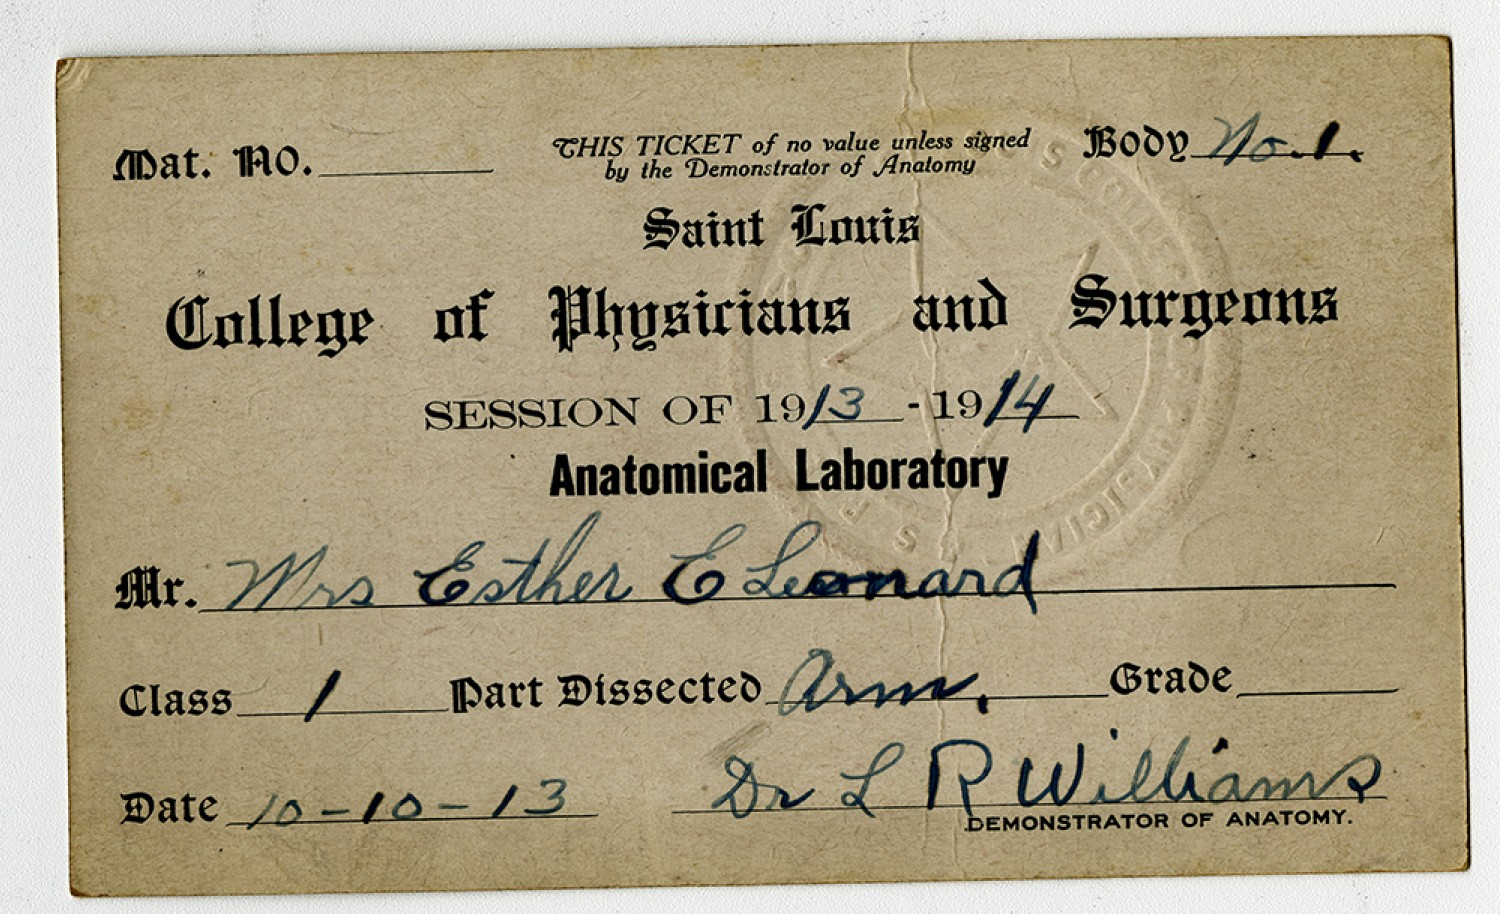 Mat. No. THIS TICKET of no value unless signed Body No. 1.
by the Demonstrator of Anatomy
Saint Louis
College of Physicians and Surgeons
SESSION OF 1913 - 1914
Anatomical Laboratory
Mr. Mrs Esther E Leonard
Class 1 Part Dissected Arm. Grade
Date 10-10-13 Dr L R Williams
DEMONSTRATOR OF ANATOMY.